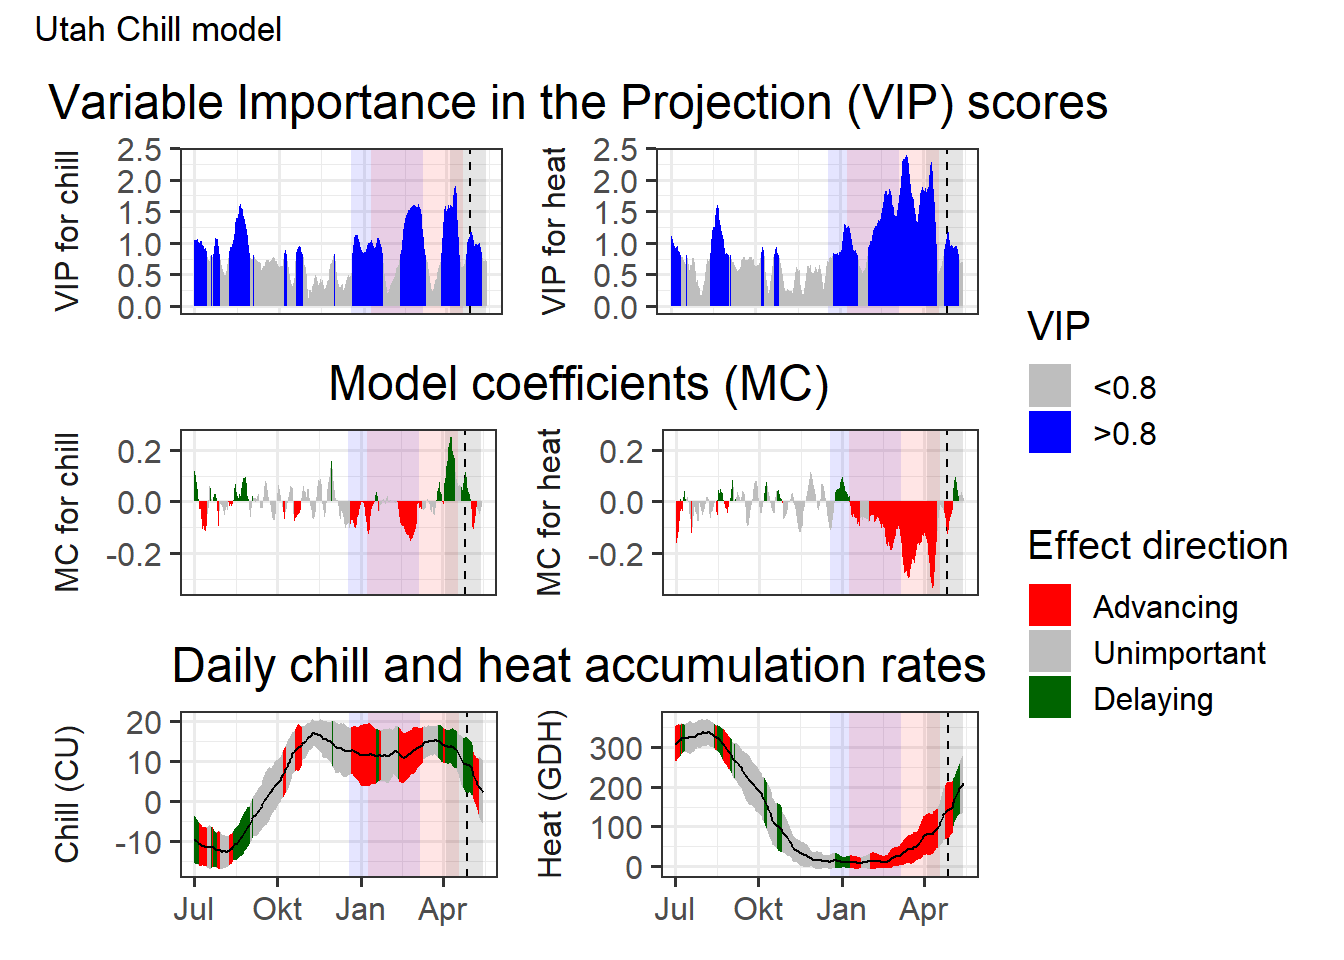 Utah Chill model
Variable Importance in the Projection (VIP) scores
VIP for chill
2.5
2.0
1.5
1.0
0.5
0.0
VIP for heat
2.5
2.0
1.5
1.0
0.5
0.0
Model coefficients (MC)
MC for chill
0.2
0.0
-0.2
MC for heat
0.2
0.0
-0.2
Daily chill and heat accumulation rates
Chill (CU)
20
10
0
-10
Jul Okt Jan Apr
Heat (GDH)
300
200
100
0
Jul Okt Jan Apr
VIP
<0.8
>0.8
Effect direction
Advancing
Unimportant
Delaying